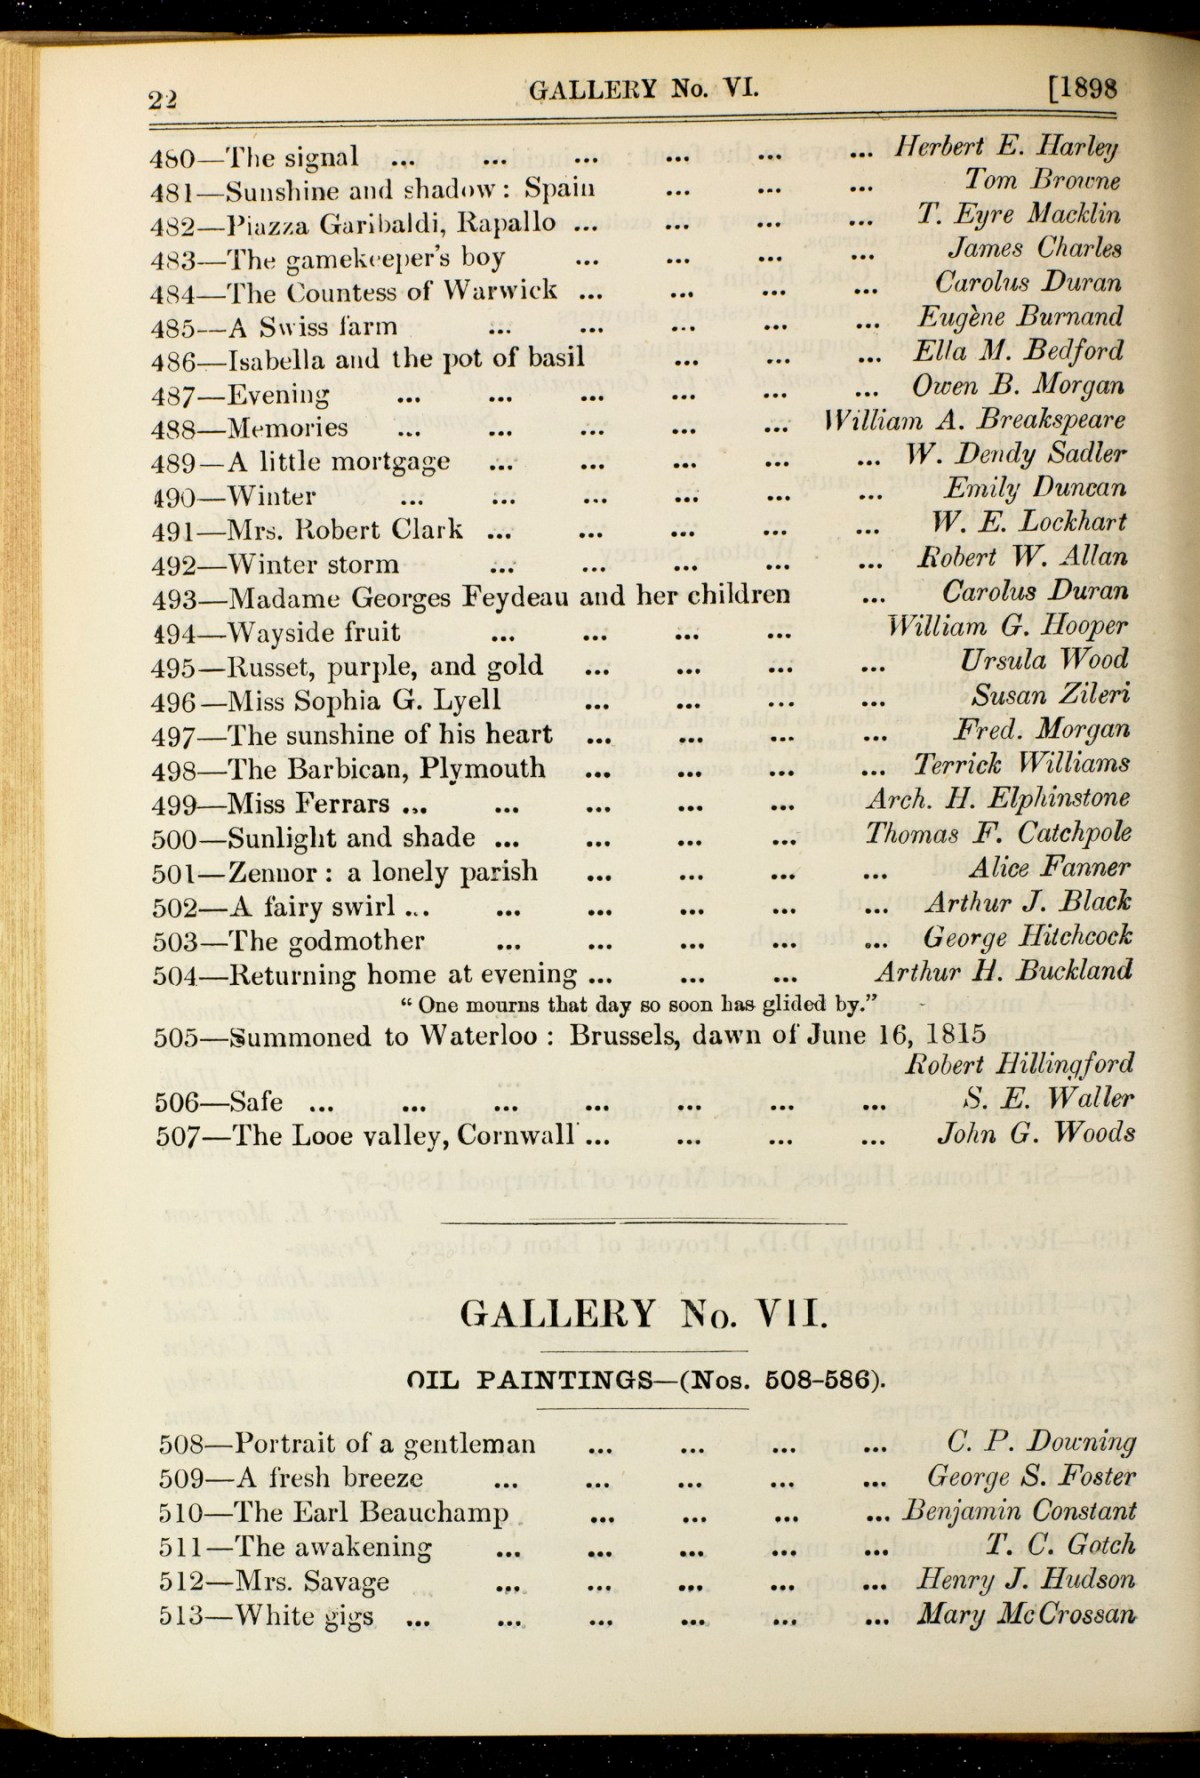 22 GALLERY No. VI. [1898
480—The signal ... ... ... ... ... ... Herbert E. Harley
481—Sunshine and shadow: Spain ... ... ... Tom Browne
482—Piazza Garibaldi, Rapallo ... ... ... ... T. Eyre Macklin
483—The gamekeeper's boy ... ... ... ... James Charles
484—The Countess of Warwick ... ... ... ... Carolus Duran
485—A Swiss farm ... ... ... ... ... Eugène Burnand
486—Isabella and the pot of basil ... ... ... Ella M. Bedford
487—Evening ... ... ... ... ... ... Owen B. Morgan
488—Memories ... ... ... ... ... William A. Breakspeare
489—A little mortgage ... ... ... ... ... W. Dendy Sadler
490—Winter ... ... ... ... ... ... Emily Duncan
491—Mrs. Robert Clark ... ... ... ... ... W. E. Lockhart
492—Winter storm ... ... ... ... ... Robert W. Allan
493—Madame Georges Feydeau and her children ... Carolus Duran
494—Wayside fruit ... ... ... ... William G. Hooper
495—Russet, purple, and gold ... ... ... ... Ursula Wood
496—Miss Sophia G. Lyell ... ... ... ... Susan Zileri
497—The sunshine of his heart ... ... ... ... Fred. Morgan
498—The Barbican, Plymouth ... ... ... ... Terrick Williams
499—Miss Ferrars ... ... ... ... ... Arch. H. Elphinstone
500—Sunlight and shade ... ... ... ... Thomas F. Catchpole
501—Zennor: a lonely parish ... ... ... ... Alice Fanner
502—A fairy swirl ... ... ... ... ... ... Arthur J. Black
503—The godmother ... ... ... ... ... George Hitchcock
504—Returning home at evening ... ... ... Arthur H. Buckland
"One mourns that day so soon has glided by."
505—Summoned to Waterloo: Brussels, dawn of June 16, 1815
Robert Hillingford
506—Safe ... ... ... ... ... ... ... S. E. Waller
507—The Looe valley, Cornwall ... ... ... ... John G. Woods
GALLERY No. VII.
OIL PAINTINGS—(Nos. 508-586).
508—Portrait of a gentleman ... ... ... ... C. P. Downing
509—A fresh breeze ... ... ... ... ... George S. Foster
510—The Earl Beauchamp ... ... ... ... Benjamin Constant
511—The awakening ... ... ... ... ... T. C. Gotch
512—Mrs. Savage ... ... ... ... ... Henry J. Hudson
513—White gigs ... ... ... ... ... ... Mary McCrossan